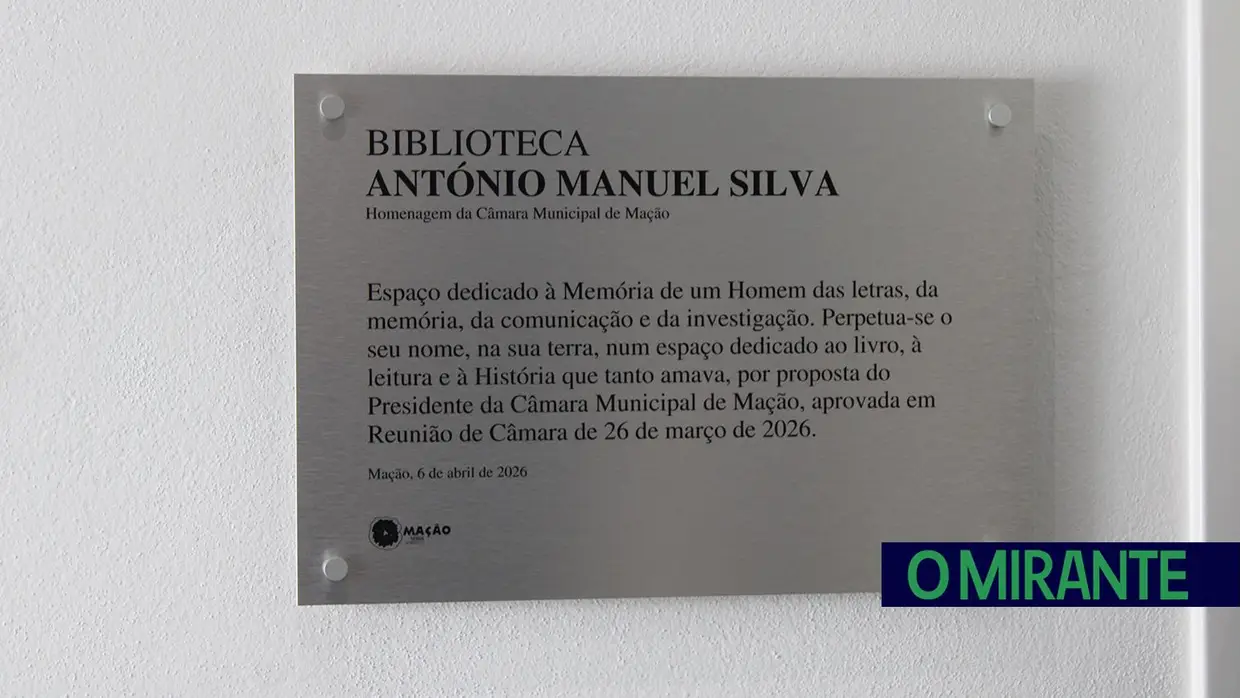 BIBLIOTECA
ANTÓNIO MANUEL SILVA
Homenagem da Câmara Municipal de Mação
Espaço dedicado à Memória de um Homem das letras, da
memória, da comunicação e da investigação. Perpetua-se o
seu nome, na sua terra, num espaço dedicado ao livro, à
leitura e à História que tanto amava, por proposta do
Presidente da Câmara Municipal de Mação, aprovada em
Reunião de Câmara de 26 de março de 2026.
Mação, 6 de abril de 2026
MAÇÃO
O MIRANTE